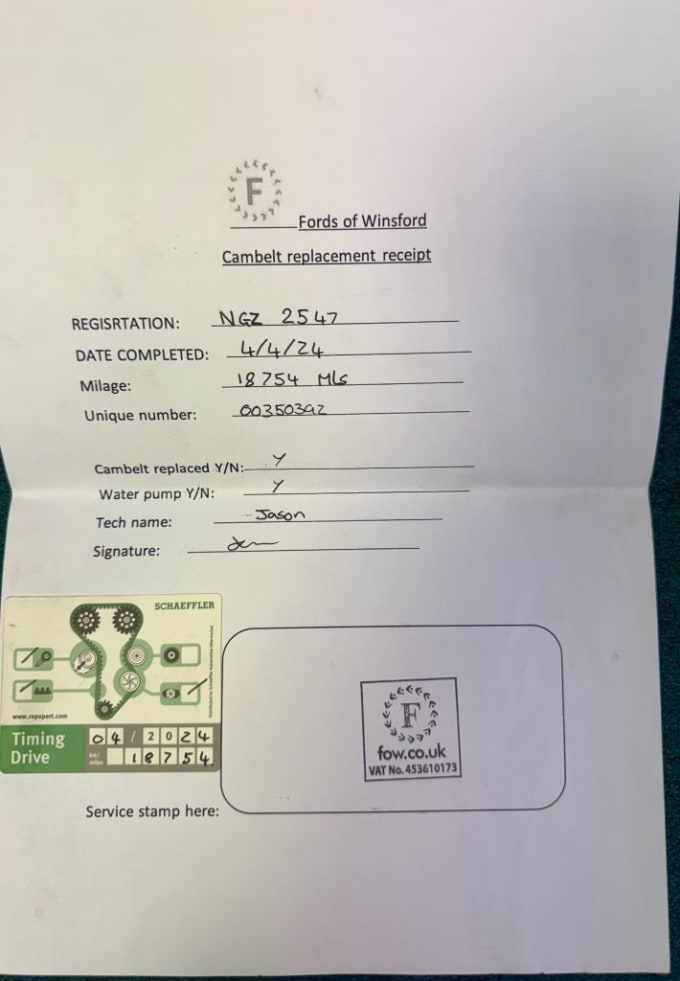 F
Fords of Winsford
Cambelt replacement receipt
REGISRTATION: NGZ 2547
DATE COMPLETED: 4/4/24
Milage: 18754 Mls
Unique number: 00350392
Cambelt replaced Y/N: Y
Water pump Y/N: Y
Tech name: Jason
Signature:
SCHAEFFLER
www.repxpert.com
Timing Drive
04/2024
km/miles 18754
F
fow.co.uk
VAT No. 453610173
Service stamp here: